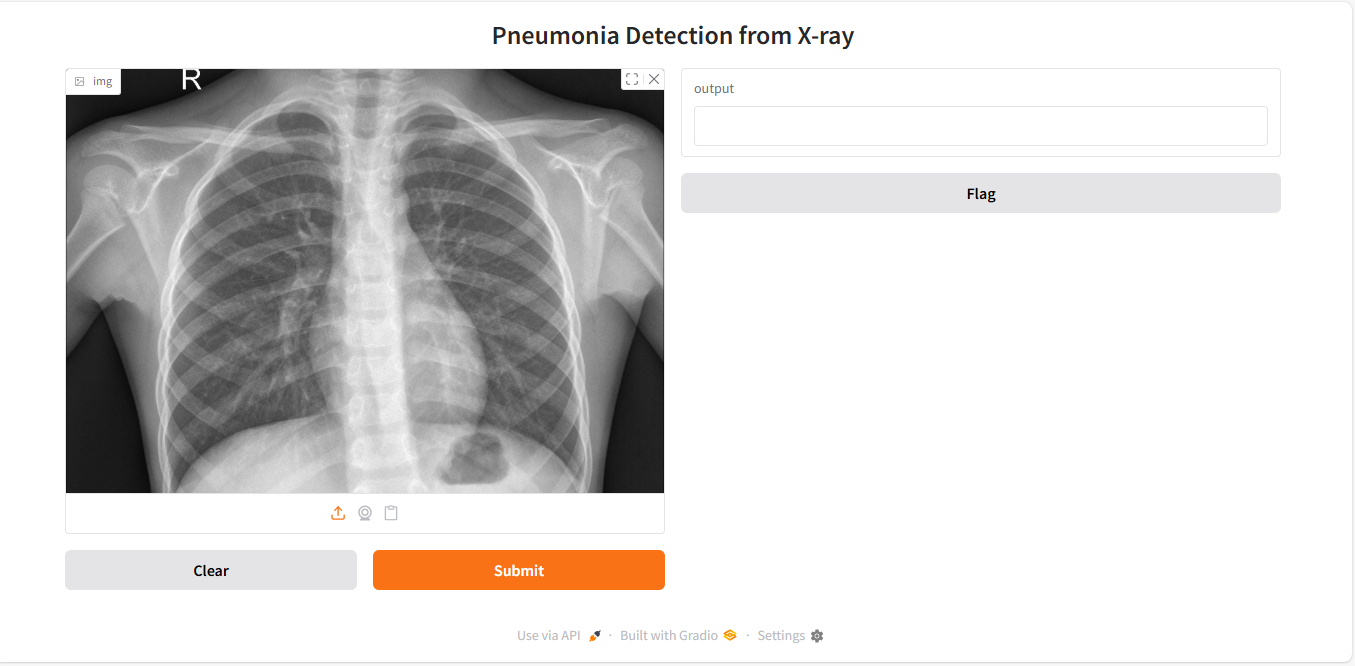 Pneumonia Detection from X-ray
img
R
output
Flag
Clear
Submit
Use via API · Built with Gradio · Settings